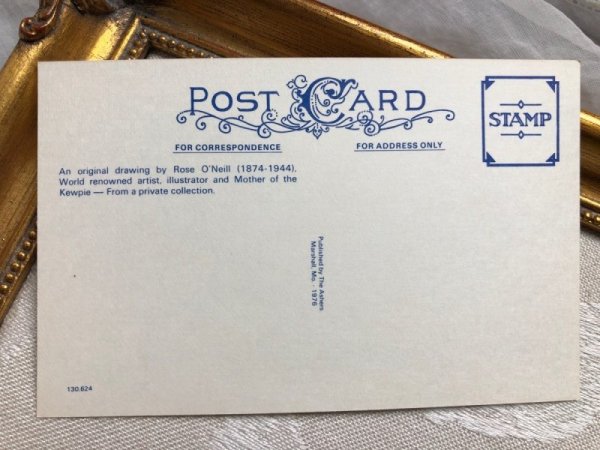 POST CARD
STAMP
FOR CORRESPONDENCE
FOR ADDRESS ONLY
An original drawing by Rose O'Neill (1874-1944),
World renowned artist, illustrator and Mother of the
Kewpie — From a private collection.
Published by The Ashers
Marshall, Mo. - 1976
130,624